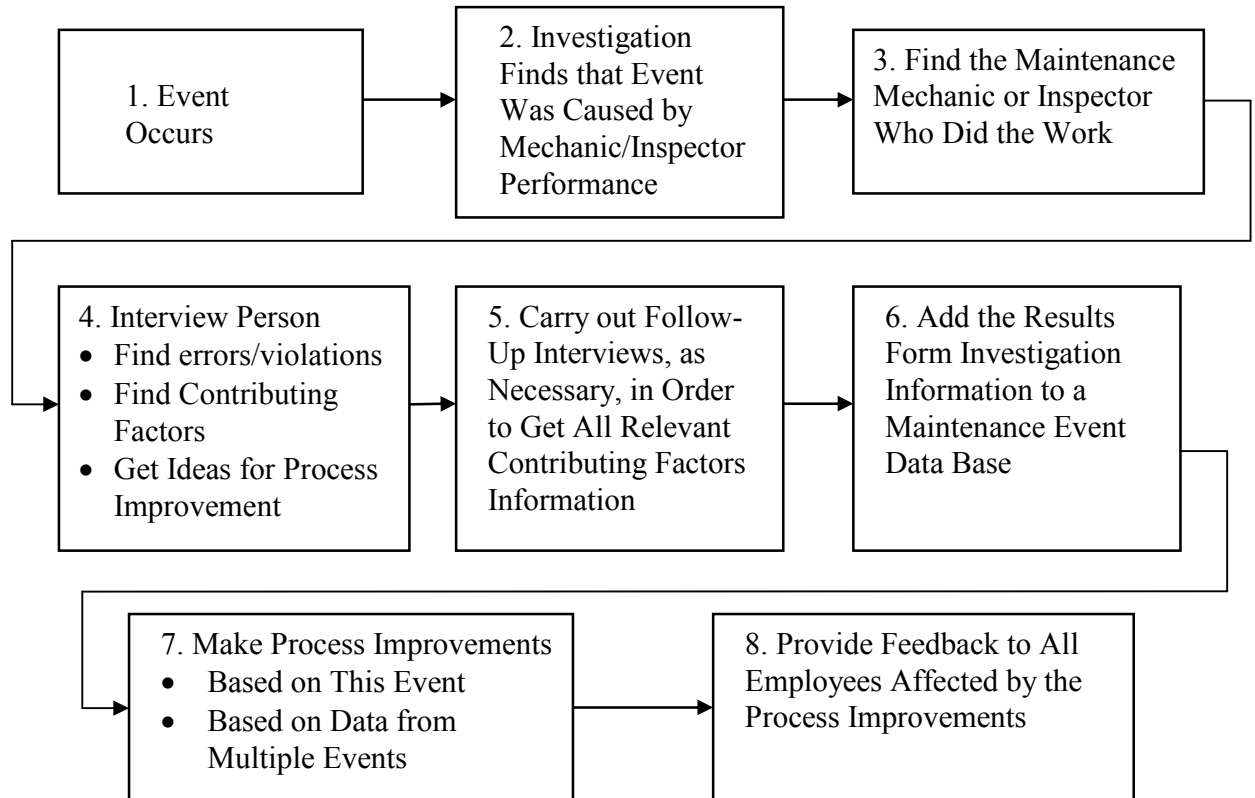 1. Event
Occurs
2. Investigation
Finds that Event
Was Caused by
Mechanic/Inspector
Performance
3. Find the Maintenance
Mechanic or Inspector
Who Did the Work
4. Interview Person
• Find errors/violations
• Find Contributing
Factors
• Get Ideas for Process
Improvement
5. Carry out Follow-
Up Interviews, as
Necessary, in Order
to Get All Relevant
Contributing Factors
Information
6. Add the Results
Form Investigation
Information to a
Maintenance Event
Data Base
7. Make Process Improvements
• Based on This Event
• Based on Data from
Multiple Events
8. Provide Feedback to All
Employees Affected by the
Process Improvements